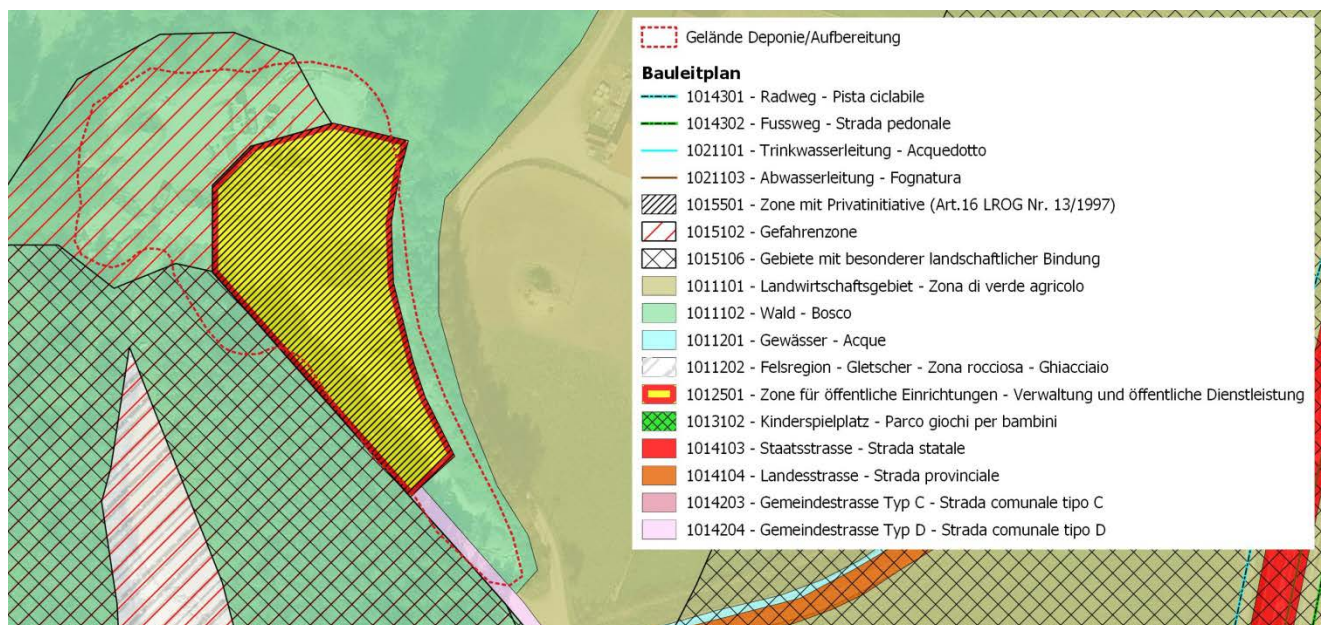 Gelände Deponie/Aufbereitung
Bauleitplan
1014301 - Radweg - Pista ciclabile
1014302 - Fussweg - Strada pedonale
1021101 - Trinkwasserleitung - Acquedotto
1021103 - Abwasserleitung - Fognatura
1015501 - Zone mit Privatinitiative (Art.16 LROG Nr. 13/1997)
1015102 - Gefahrenzone
1015106 - Gebiete mit besonderer landschaftlicher Bindung
1011101 - Landwirtschaftsgebiet - Zona di verde agricolo
1011102 - Wald - Bosco
1011201 - Gewässer - Acque
1011202 - Felsregion - Gletscher - Zona rocciosa - Ghiacciaio
1012501 - Zone für öffentliche Einrichtungen - Verwaltung und öffentliche Dienstleistung
1013102 - Kinderspielplatz - Parco giochi per bambini
1014103 - Staatsstrasse - Strada statale
1014104 - Landesstrasse - Strada provinciale
1014203 - Gemeindestrasse Typ C - Strada comunale tipo C
1014204 - Gemeindestrasse Typ D - Strada comunale tipo D